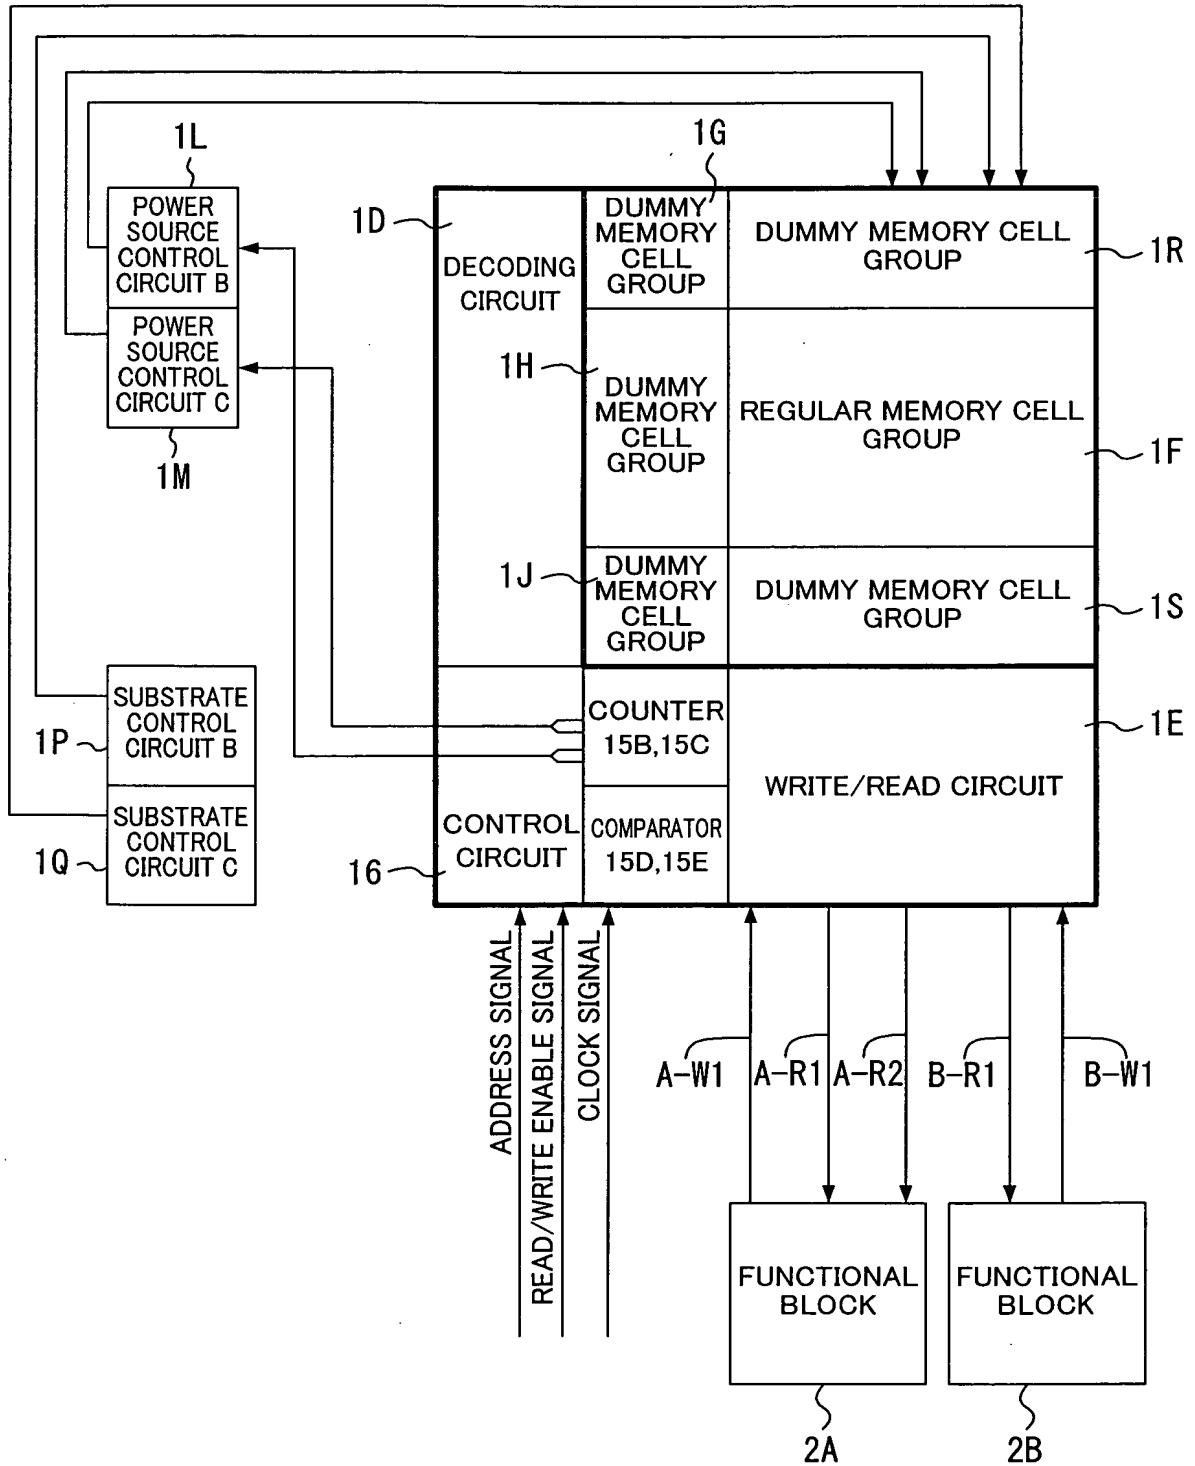 1L
POWER
SOURCE
CONTROL
CIRCUIT B
POWER
SOURCE
CONTROL
CIRCUIT C
1M
1G
1D
DECODING
CIRCUIT
DUMMY
MEMORY
CELL
GROUP
DUMMY MEMORY CELL
GROUP
1R
1H
DUMMY
MEMORY
CELL
GROUP
REGULAR MEMORY CELL
GROUP
1F
1J
DUMMY
MEMORY
CELL
GROUP
DUMMY MEMORY CELL
GROUP
1S
SUBSTRATE
CONTROL
CIRCUIT B
1P
SUBSTRATE
CONTROL
CIRCUIT C
1Q
COUNTER
15B,15C
1E
WRITE/READ CIRCUIT
CONTROL
CIRCUIT
16
COMPARATOR
15D,15E
ADDRESS SIGNAL
READ/WRITE ENABLE SIGNAL
CLOCK SIGNAL
A-W1
A-R1
A-R2
B-R1
B-W1
FUNCTIONAL
BLOCK
FUNCTIONAL
BLOCK
2A
2B